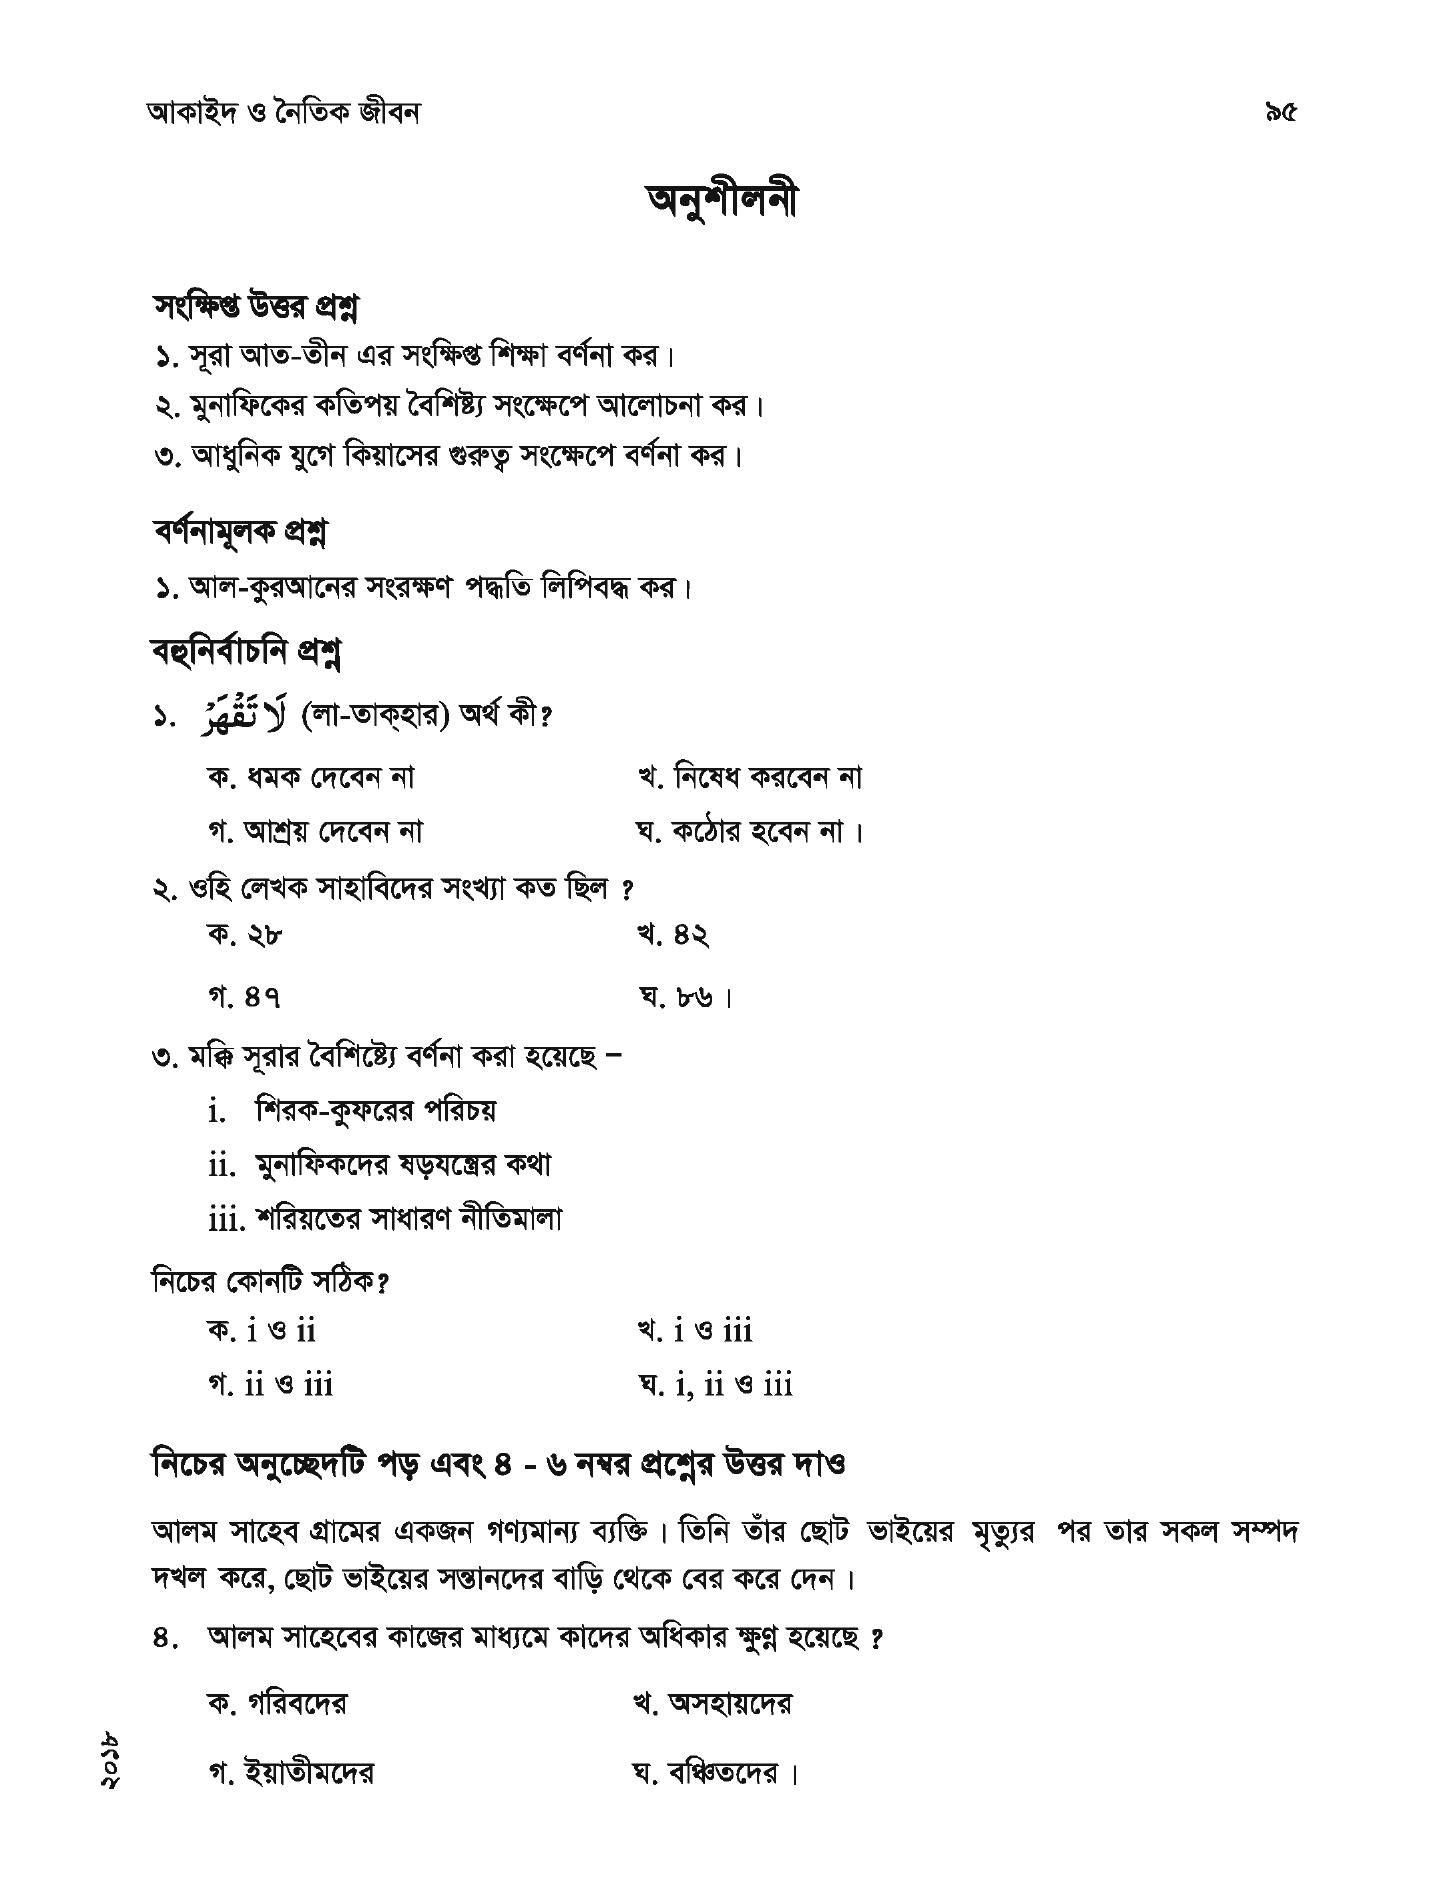 আকাইদ ও নৈতিক জীবন ৯৫
অনুশীলনী
সংক্ষিপ্ত উত্তর প্রশ্ন
১. সূরা আত-তীন এর সংক্ষিপ্ত শিক্ষা বর্ণনা কর।
২. মুনাফিকের কতিপয় বৈশিষ্ট্য সংক্ষেপে আলোচনা কর।
৩. আধুনিক যুগে কিয়াসের গুরুত্ব সংক্ষেপে বর্ণনা কর।
বর্ণনামূলক প্রশ্ন
১. আল-কুরআনের সংরক্ষণ পদ্ধতি লিপিবদ্ধ কর।
বহুনির্বাচনি প্রশ্ন
১. لَا تَقْهَرْ (লা-তাক্‌হার) অর্থ কী?
ক. ধমক দেবেন না খ. নিষেধ করবেন না
গ. আশ্রয় দেবেন না ঘ. কঠোর হবেন না।
২. ওহি লেখক সাহাবিদের সংখ্যা কত ছিল ?
ক. ২৮ খ. ৪২
গ. ৪৭ ঘ. ৮৬।
৩. মক্কি সূরার বৈশিষ্ট্যে বর্ণনা করা হয়েছে –
i. শিরক-কুফরের পরিচয়
ii. মুনাফিকদের ষড়যন্ত্রের কথা
iii. শরিয়তের সাধারণ নীতিমালা
নিচের কোনটি সঠিক?
ক. i ও ii খ. i ও iii
গ. ii ও iii ঘ. i, ii ও iii
নিচের অনুচ্ছেদটি পড় এবং ৪ - ৬ নম্বর প্রশ্নের উত্তর দাও
আলম সাহেব গ্রামের একজন গণ্যমান্য ব্যক্তি। তিনি তাঁর ছোট ভাইয়ের মৃত্যুর পর তার সকল সম্পদ
দখল করে, ছোট ভাইয়ের সন্তানদের বাড়ি থেকে বের করে দেন।
৪. আলম সাহেবের কাজের মাধ্যমে কাদের অধিকার ক্ষুণ্ণ হয়েছে ?
ক. গরিবদের খ. অসহায়দের
গ. ইয়াতীমদের ঘ. বঞ্চিতদের।
২০১৮